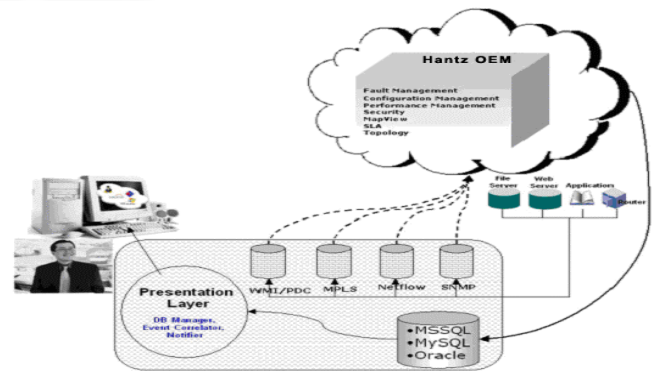 Hantz OEM
Fault Management
Configuration Management
Performance Management
Security
MapView
SLA
Topology
File
Server
Web
Server
Application
Router
WMI/PDC
MPLS
Netflow
SNMP
Presentation
Layer
DB Manager,
Event Correlator,
Notifier
•MSSQL
•MySQL
•Oracle